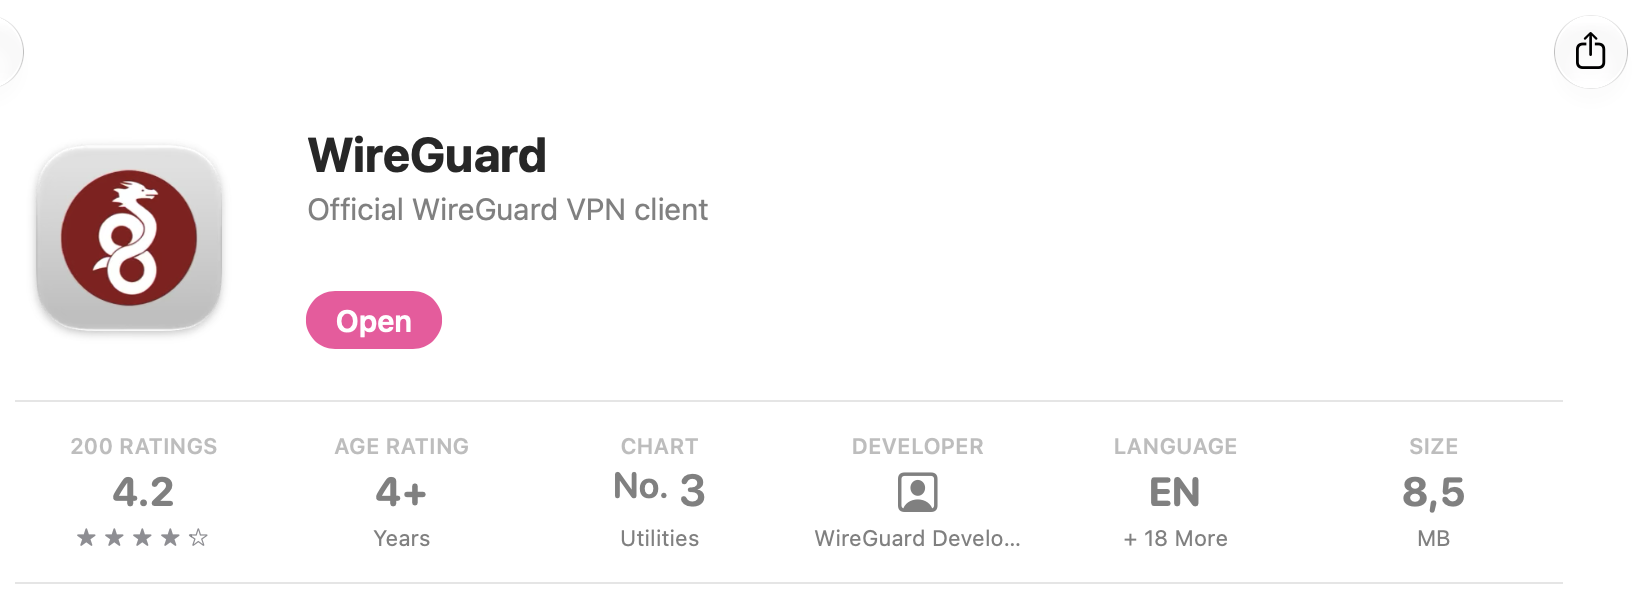 WireGuard
Official WireGuard VPN client
Open
200 RATINGS
4.2
★★★★☆
AGE RATING
4+
Years
CHART
No. 3
Utilities
DEVELOPER
WireGuard Develo...
LANGUAGE
EN
+ 18 More
SIZE
8,5
MB